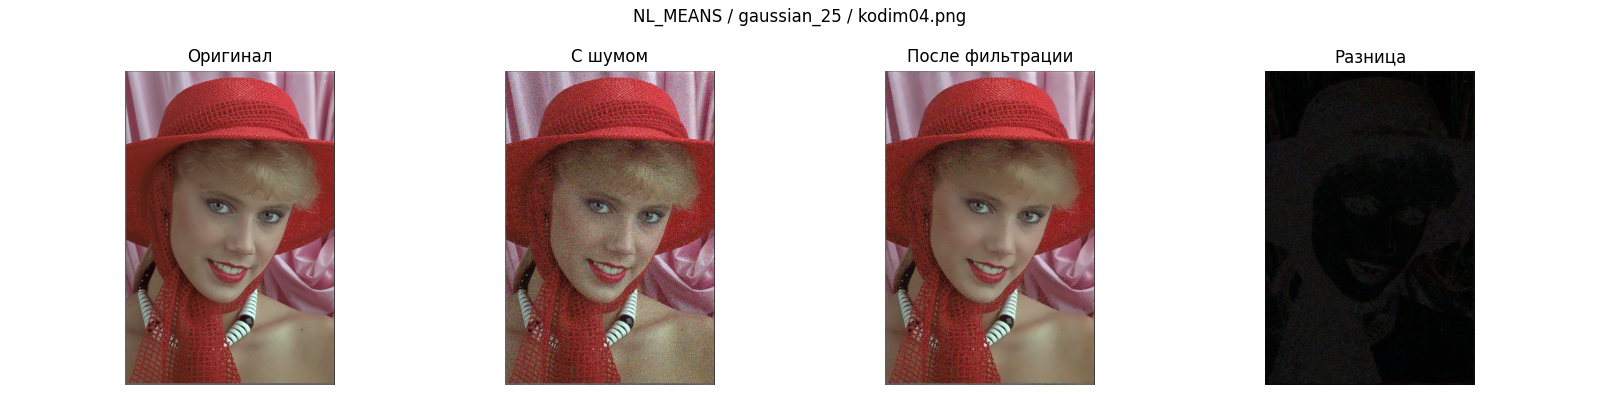 NL_MEANS / gaussian_25 / kodim04.png
Оригинал
С шумом
После фильтрации
Разница